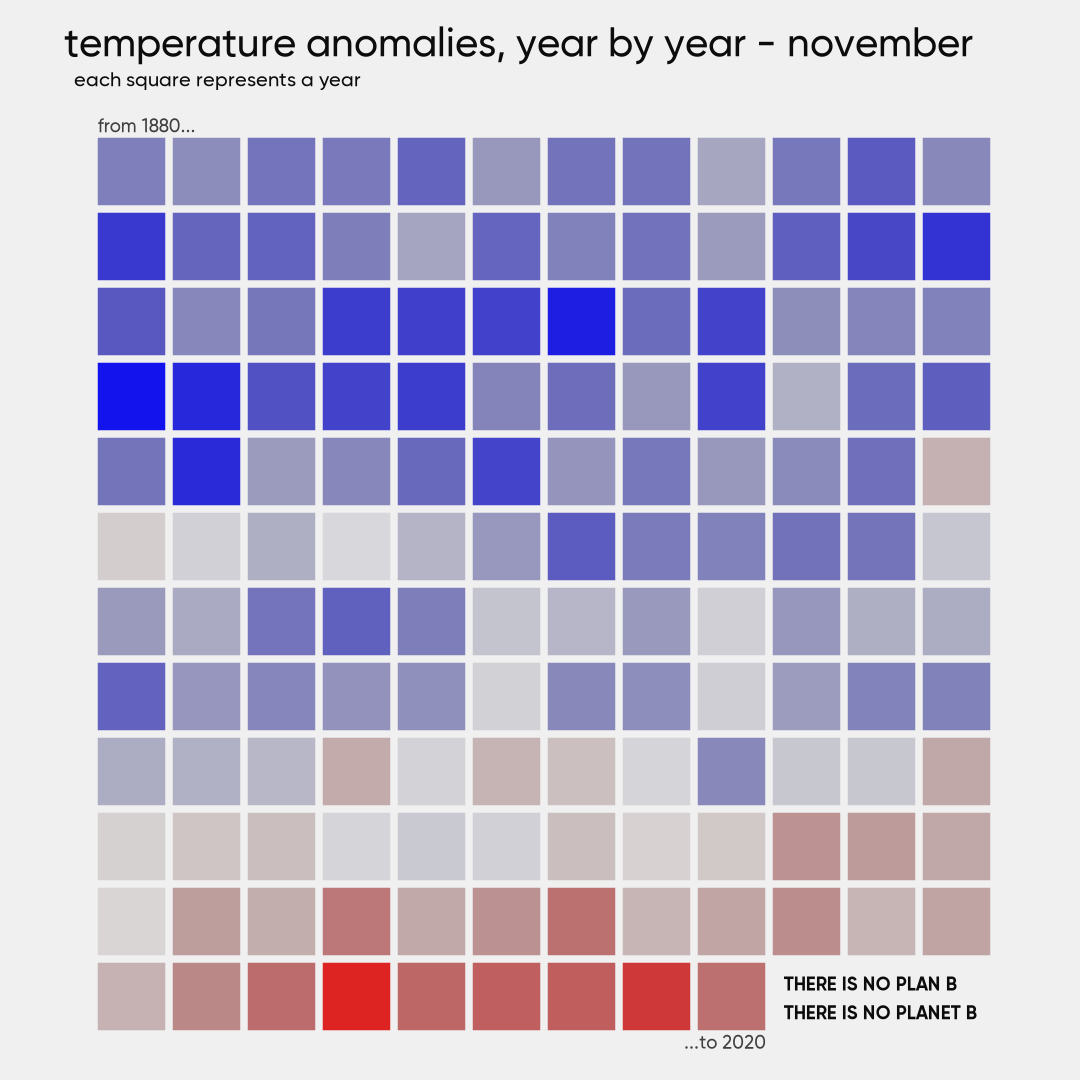 temperature anomalies, year by year - november
each square represents a year
from 1880...
THERE IS NO PLAN B
THERE IS NO PLANET B
...to 2020